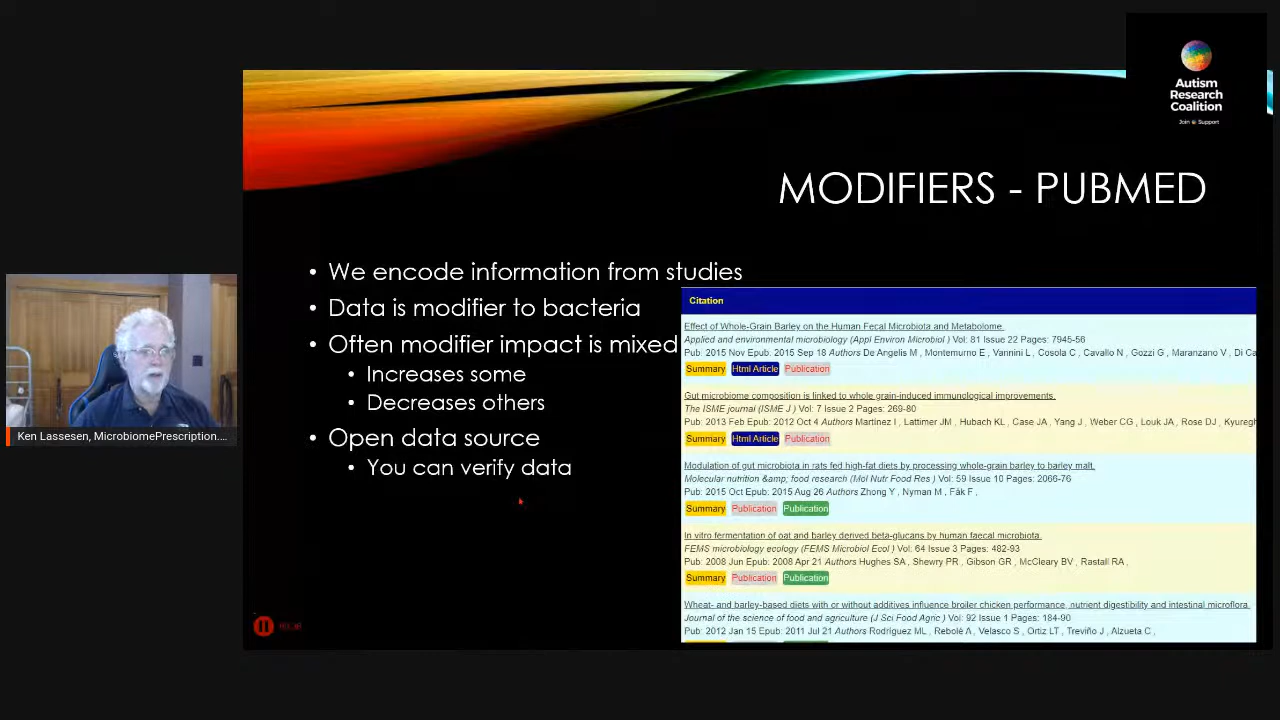 Autism
Research
Coalition
Join & Support
MODIFIERS - PUBMED
• We encode information from studies
• Data is modifier to bacteria
• Often modifier impact is mixed
• Increases some
• Decreases others
• Open data source
• You can verify data
Citation
Effect of Whole-Grain Barley on the Human Fecal Microbiota and Metabolome.
Applied and environmental microbiology (Appl Environ Microbiol ) Vol: 81 Issue 22 Pages: 7945-56
Pub: 2015 Nov Epub: 2015 Sep 18 Authors De Angelis M , Montemurno E , Vannini L , Cosola C , Cavallo N , Gozzi G , Maranzano V , Di Ca
Summary Html Article Publication
Gut microbiome composition is linked to whole grain-induced immunological improvements.
The ISME journal (ISME J ) Vol: 7 Issue 2 Pages: 269-80
Pub: 2013 Feb Epub: 2012 Oct 4 Authors Martínez I , Lattimer JM , Hubach KL , Case JA , Yang J , Weber CG , Louk JA , Rose DJ , Kyuregh
Summary Html Article Publication
Modulation of gut microbiota in rats fed high-fat diets by processing whole-grain barley to barley malt.
Molecular nutrition &amp; food research (Mol Nutr Food Res ) Vol: 59 Issue 10 Pages: 2066-76
Pub: 2015 Oct Epub: 2015 Aug 26 Authors Zhong Y , Nyman M , Fåk F ,
Summary Publication Publication
In vitro fermentation of oat and barley derived beta-glucans by human faecal microbiota.
FEMS microbiology ecology (FEMS Microbiol Ecol ) Vol: 64 Issue 3 Pages: 482-93
Pub: 2008 Jun Epub: 2008 Apr 21 Authors Hughes SA , Shewry PR , Gibson GR , McCleary BV , Rastall RA ,
Summary Publication Publication
Wheat- and barley-based diets with or without additives influence broiler chicken performance, nutrient digestibility and intestinal microflora.
Journal of the science of food and agriculture (J Sci Food Agric ) Vol: 92 Issue 1 Pages: 184-90
Pub: 2012 Jan 15 Epub: 2011 Jul 21 Authors Rodríguez ML , Rebolé A , Velasco S , Ortiz LT , Treviño J , Alzueta C ,
Ken Lassesen, MicrobiomePrescription....